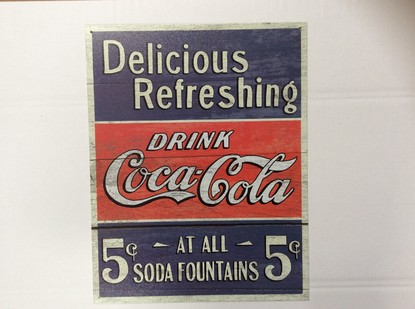 Delicious
Refreshing
DRINK
Coca-Cola
5¢ - AT ALL - 5¢
SODA FOUNTAINS